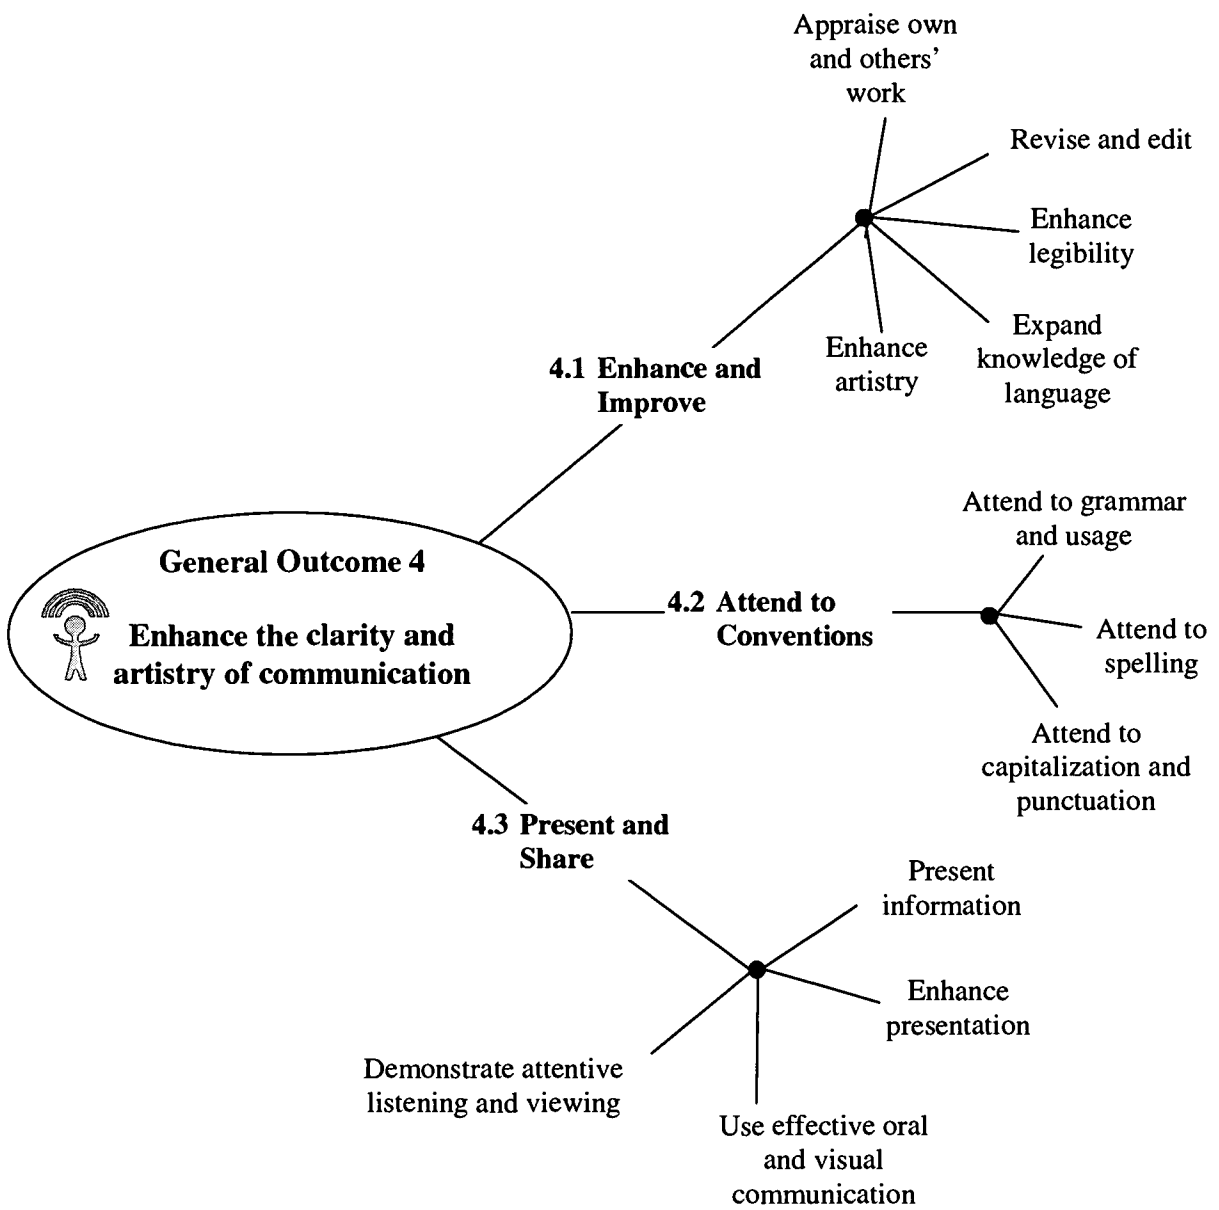 Appraise own
and others'
work
Revise and edit
Enhance
legibility
Expand
knowledge of
language
Enhance
artistry
4.1 Enhance and
Improve
General Outcome 4
Enhance the clarity and
artistry of communication
4.2 Attend to
Conventions
Attend to grammar
and usage
Attend to
spelling
Attend to
capitalization and
punctuation
4.3 Present and
Share
Present
information
Enhance
presentation
Use effective oral
and visual
communication
Demonstrate attentive
listening and viewing